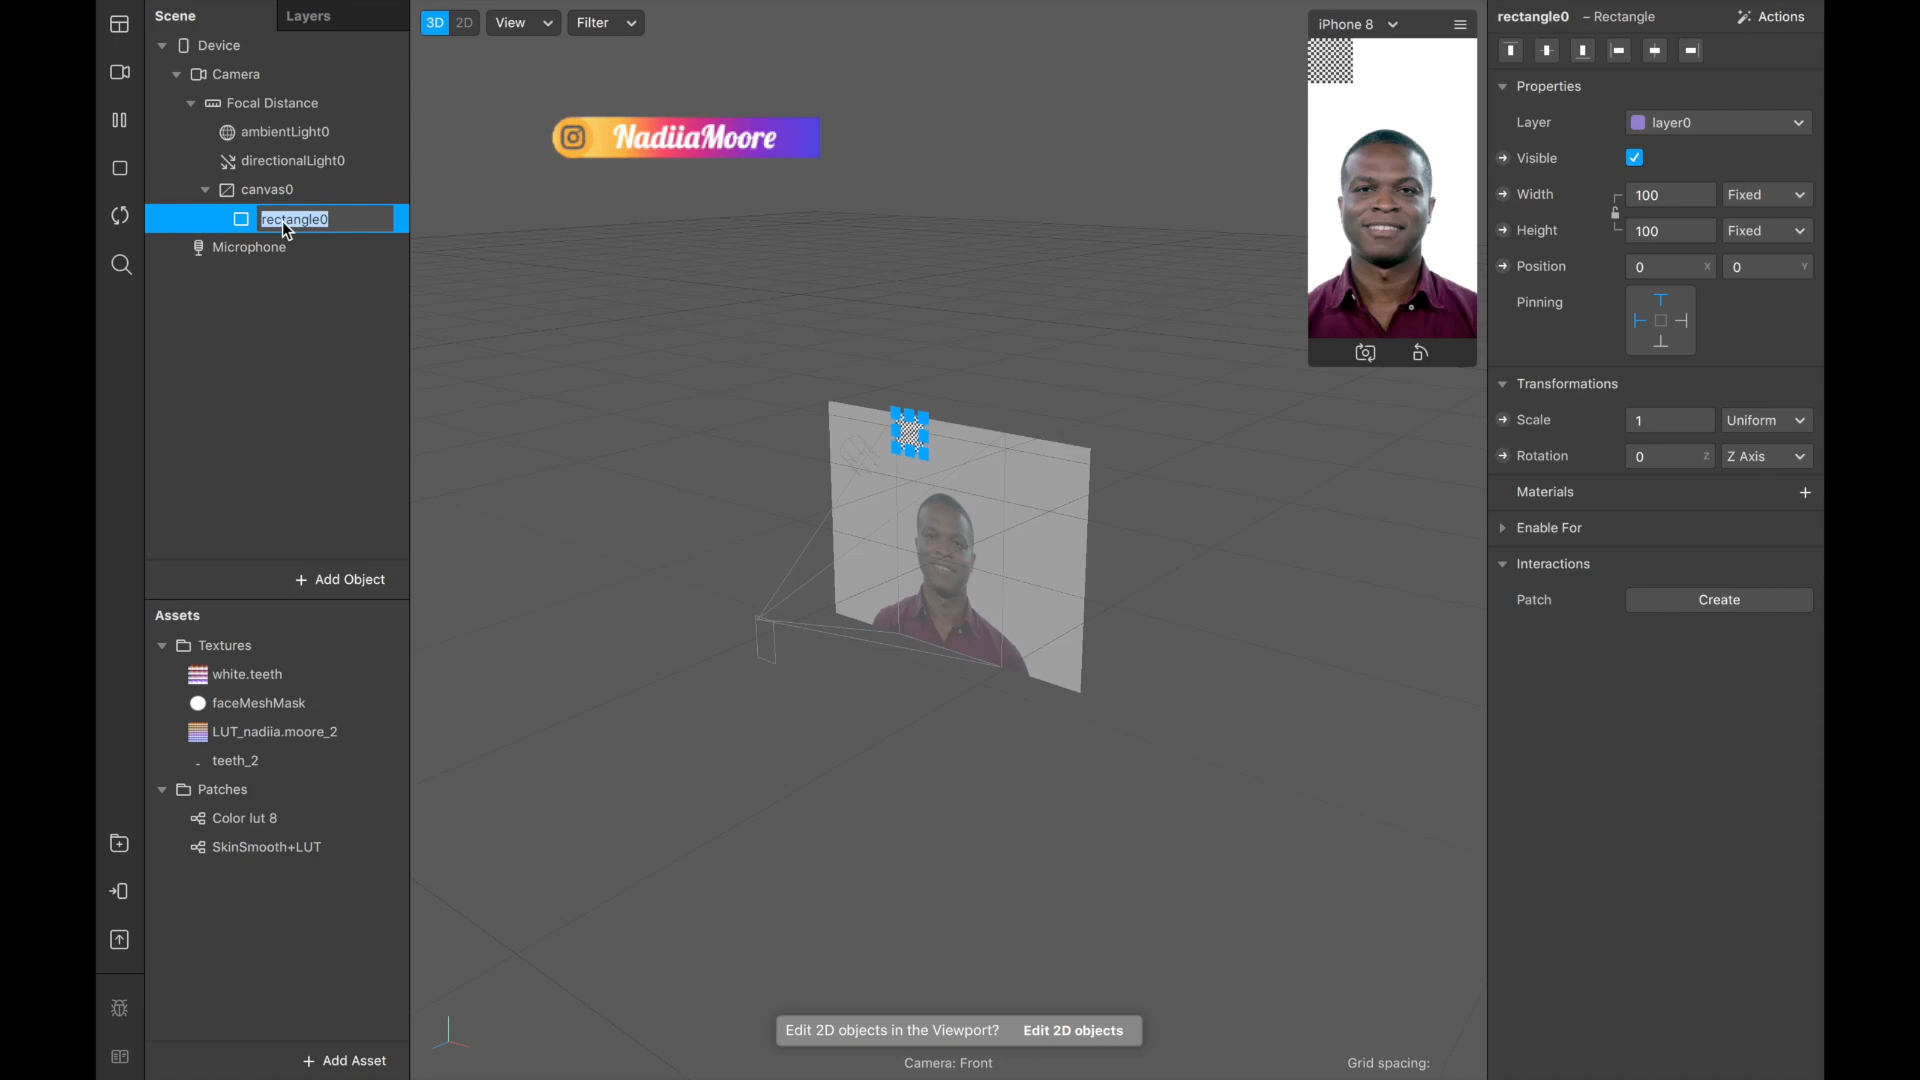 Scene
Layers
Device
Camera
Focal Distance
ambientLight0
directionalLight0
canvas0
rectangle0
Microphone
+ Add Object
Assets
Textures
white.teeth
faceMeshMask
LUT_nadiia.moore_2
teeth_2
Patches
Color lut 8
SkinSmooth+LUT
+ Add Asset
3D 2D View Filter
NadiiaMoore
iPhone 8
Edit 2D objects in the Viewport? Edit 2D objects
Camera: Front
Grid spacing:
rectangle0 – Rectangle Actions
Properties
Layer layer0
Visible
Width 100 Fixed
Height 100 Fixed
Position 0 X 0 Y
Pinning
Transformations
Scale 1 Uniform
Rotation 0 Z Z Axis
Materials +
Enable For
Interactions
Patch Create